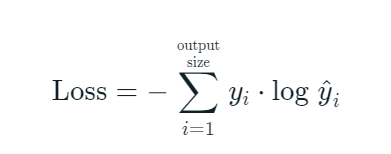 output
size
Loss = − ∑ yᵢ · log ŷᵢ
i=1